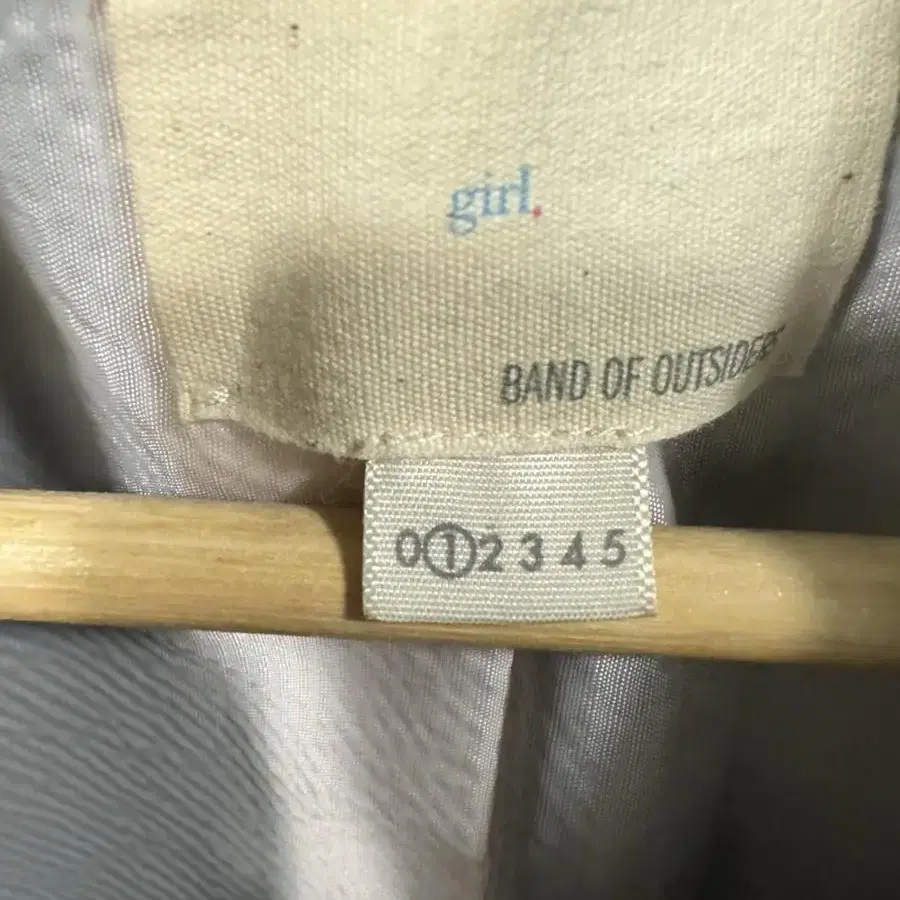 girl.
BAND OF OUTSIDERS
0 1 2 3 4 5